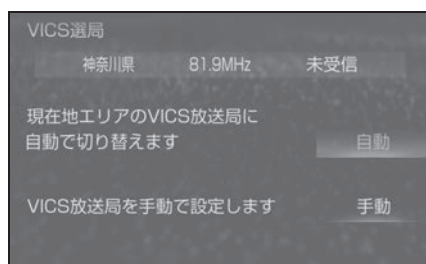 VICS選局
神奈川県 81.9MHz 未受信
現在地エリアのVICS放送局に
自動で切り替えます 自動
VICS放送局を手動で設定します 手動